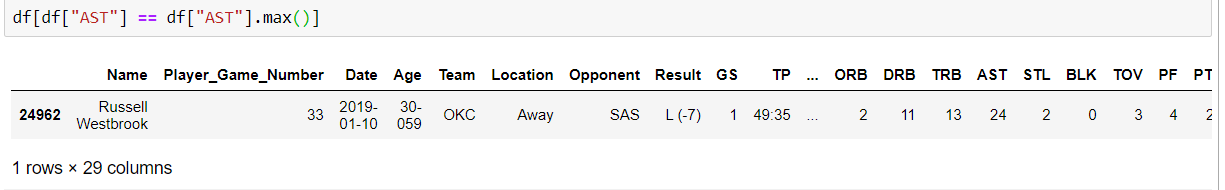 df[df["AST"] == df["AST"].max()]
Name Player_Game_Number Date Age Team Location Opponent Result GS TP ... ORB DRB TRB AST STL BLK TOV PF PT
24962 Russell Westbrook 33 2019-01-10 30-059 OKC Away SAS L (-7) 1 49:35 ... 2 11 13 24 2 0 3 4 2
1 rows × 29 columns